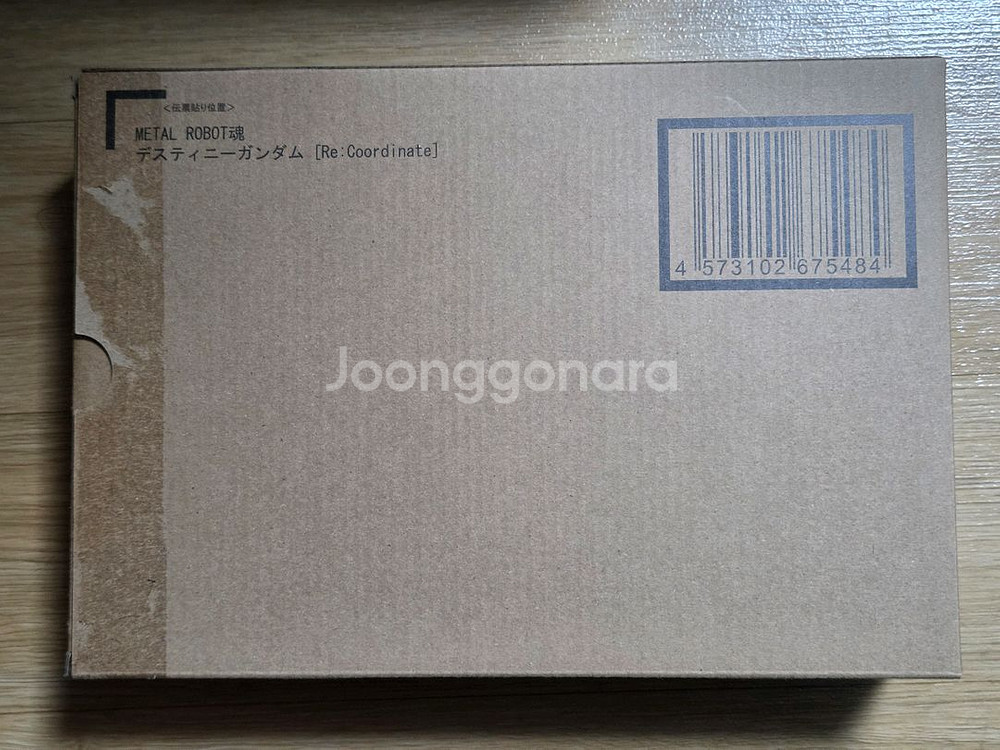 <伝票貼り位置>
METAL ROBOT魂
デスティニーガンダム [Re:Coordinate]
4 573102 675484
Joonggonara